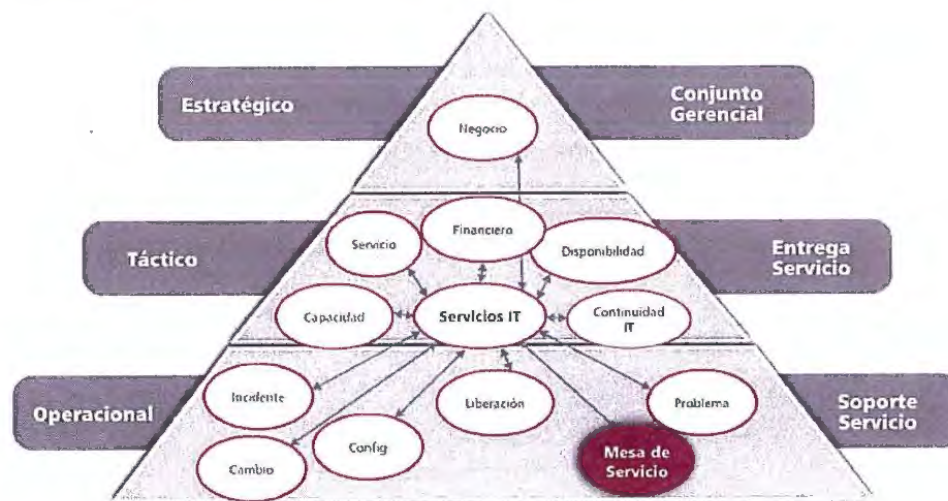 Estratégico
Conjunto
Gerencial
Negocio
Táctico
Servicio
Financiero
Disponibilidad
Entrega
Servicio
Capacidad
Servicios IT
Continuidad
IT
Operacional
Incidente
Liberación
Problema
Soporte
Servicio
Cambio
Config
Mesa de
Servicio